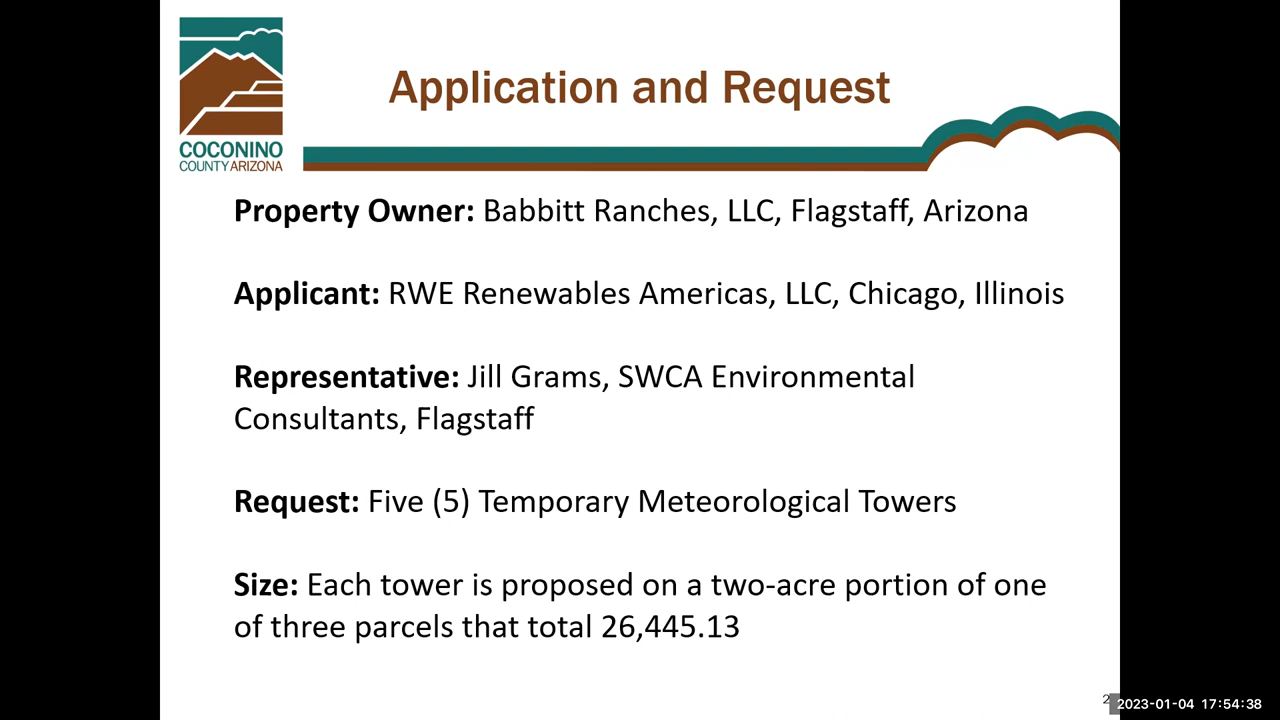 Application and Request
COCONINO
COUNTY ARIZONA
Property Owner: Babbitt Ranches, LLC, Flagstaff, Arizona
Applicant: RWE Renewables Americas, LLC, Chicago, Illinois
Representative: Jill Grams, SWCA Environmental
Consultants, Flagstaff
Request: Five (5) Temporary Meteorological Towers
Size: Each tower is proposed on a two-acre portion of one
of three parcels that total 26,445.13
2
2023-01-04 17:54:38